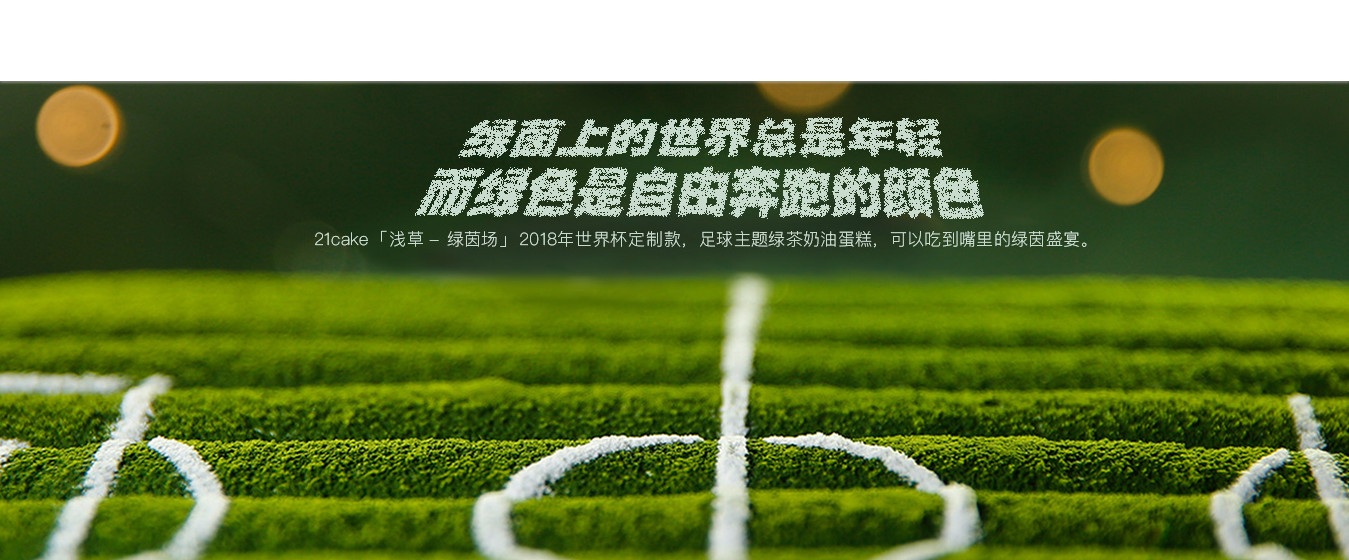 绿茵上的世界总是年轻
而绿色是自由奔跑的颜色
21cake「浅草 – 绿茵场」2018年世界杯定制款，足球主题绿茶奶油蛋糕，可以吃到嘴里的绿茵盛宴。